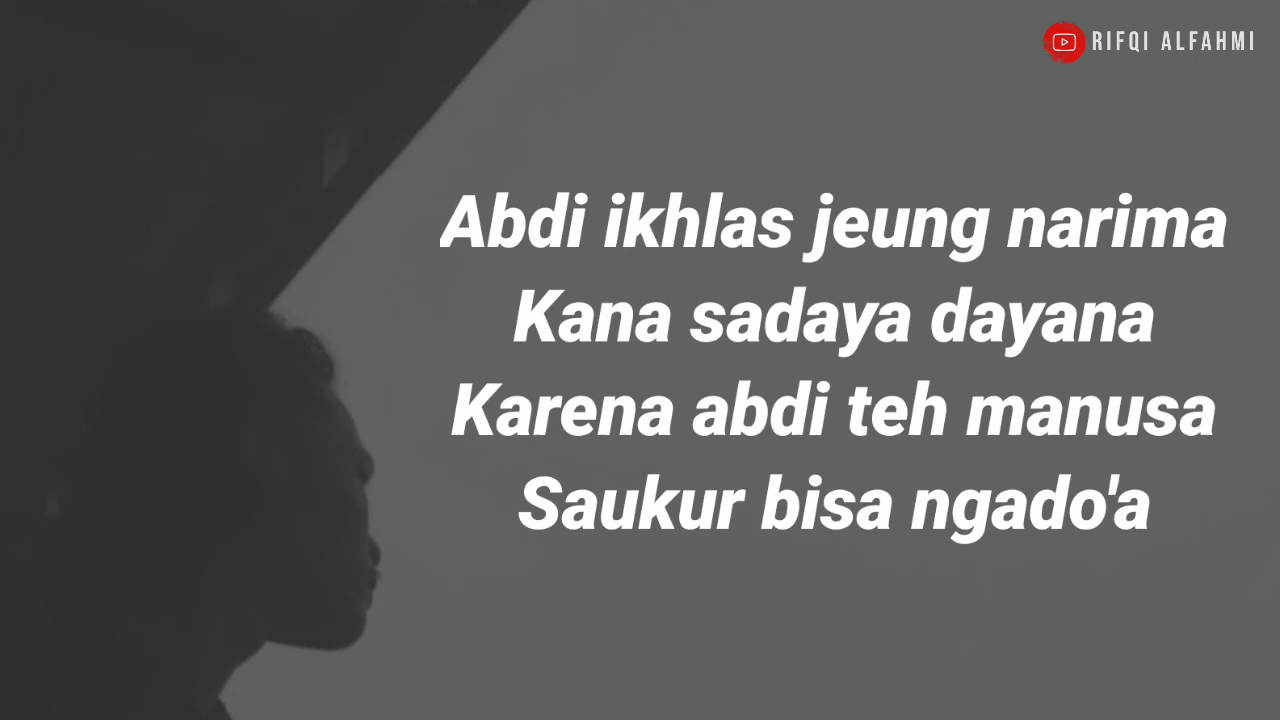 RIFQI ALFAHMI
Abdi ikhlas jeung narima
Kana sadaya dayana
Karena abdi teh manusa
Saukur bisa ngado'a